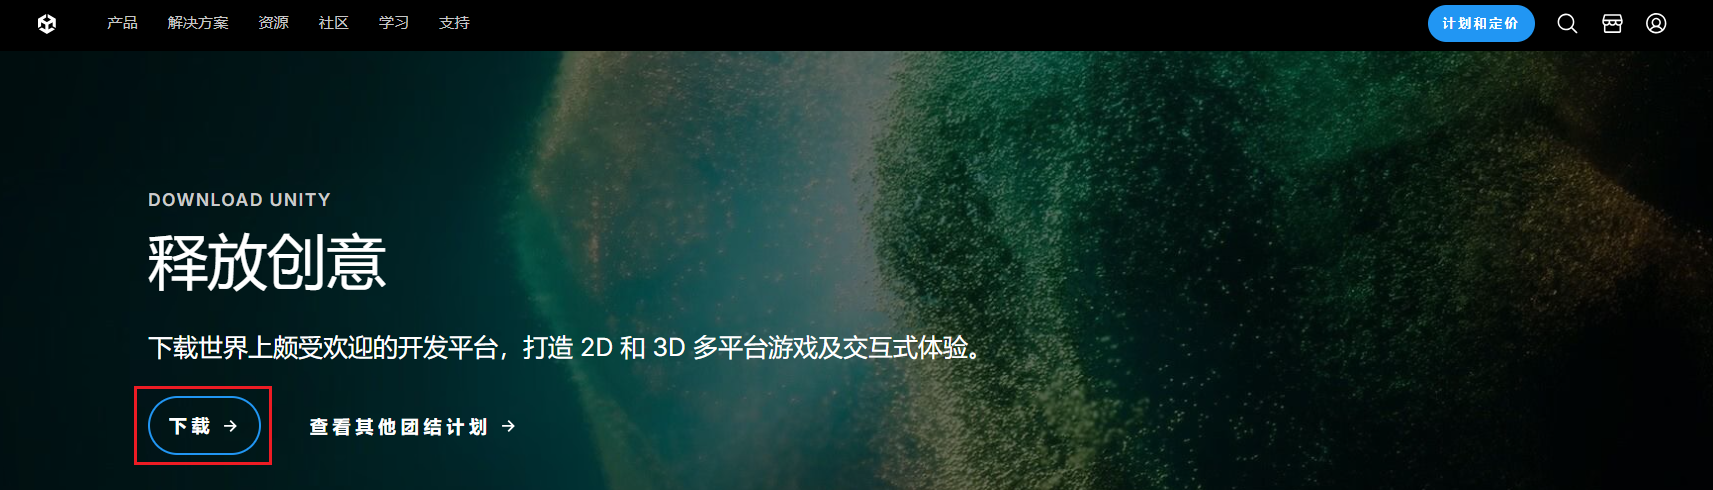 产品 解决方案 资源 社区 学习 支持 计划和定价
DOWNLOAD UNITY
释放创意
下载世界上颇受欢迎的开发平台，打造 2D 和 3D 多平台游戏及交互式体验。
下载 → 查看其他团结计划 →